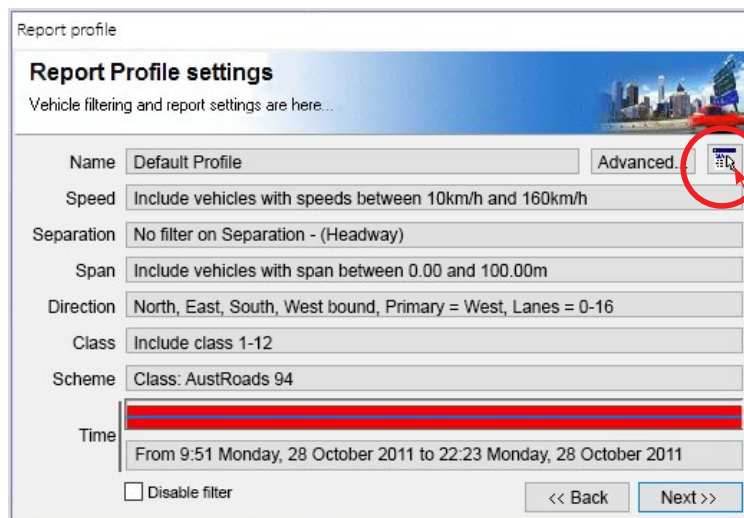 Report profile
Report Profile settings
Vehicle filtering and report settings are here...
Name Default Profile Advanced...
Speed Include vehicles with speeds between 10km/h and 160km/h
Separation No filter on Separation - (Headway)
Span Include vehicles with span between 0.00 and 100.00m
Direction North, East, South, West bound, Primary = West, Lanes = 0-16
Class Include class 1-12
Scheme Class: AustRoads 94
Time
From 9:51 Monday, 28 October 2011 to 22:23 Monday, 28 October 2011
Disable filter << Back Next >>